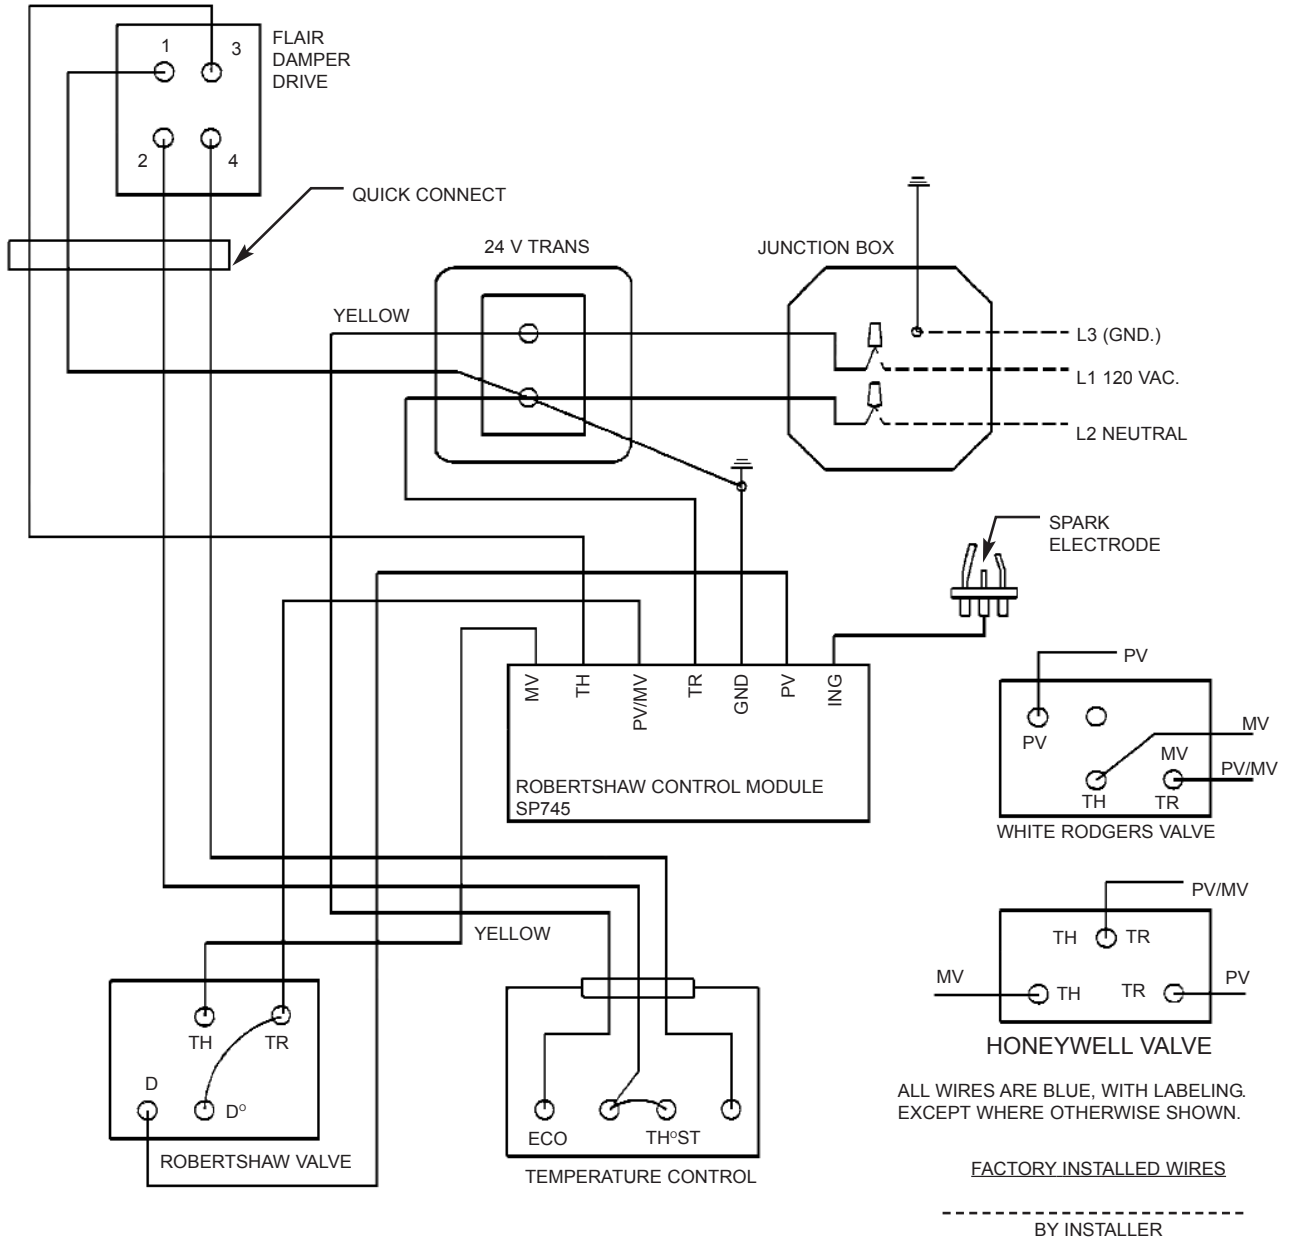 1
3
FLAIR
DAMPER
DRIVE
2
4
QUICK CONNECT
24 V TRANS
JUNCTION BOX
YELLOW
L3 (GND.)
L1 120 VAC.
L2 NEUTRAL
SPARK
ELECTRODE
MV
TH
PV/MV
TR
GND
PV
ING
ROBERTSHAW CONTROL MODULE
SP745
PV
PV
MV
MV
PV/MV
TH
TR
WHITE RODGERS VALVE
PV/MV
TH
TR
MV
TH
TR
PV
HONEYWELL VALVE
YELLOW
TH
TR
D
D°
ROBERTSHAW VALVE
ECO
TH°ST
TEMPERATURE CONTROL
ALL WIRES ARE BLUE, WITH LABELING.
EXCEPT WHERE OTHERWISE SHOWN.
FACTORY INSTALLED WIRES
BY INSTALLER